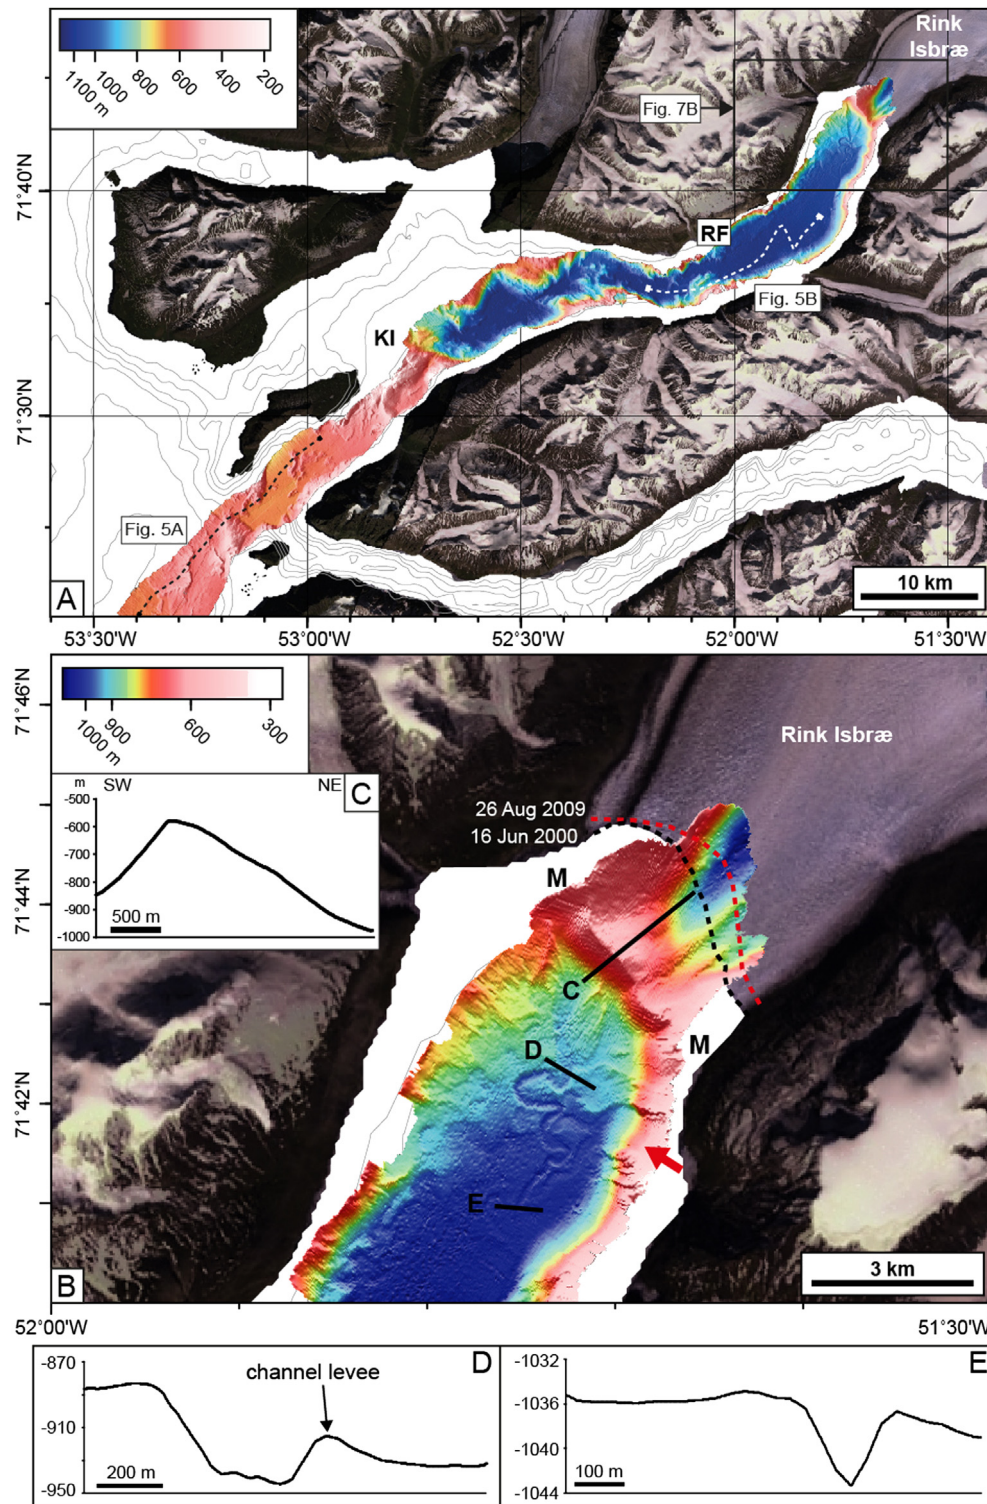 1100 m
1000
800
600
400
200
Rink
Isbræ
Fig. 7B
71°40'N
RF
Fig. 5B
KI
71°30'N
Fig. 5A
A
10 km
53°30'W
53°00'W
52°30'W
52°00'W
51°30'W
1000 m
900
600
300
71°46'N
Rink Isbræ
m SW NE C
-500
-600
-700
-800
-900
-1000
500 m
26 Aug 2009
16 Jun 2000
M
71°44'N
C
M
D
71°42'N
E
B
3 km
52°00'W
51°30'W
-870
-910
-950
channel levee
D
200 m
-1032
-1036
-1040
-1044
E
100 m